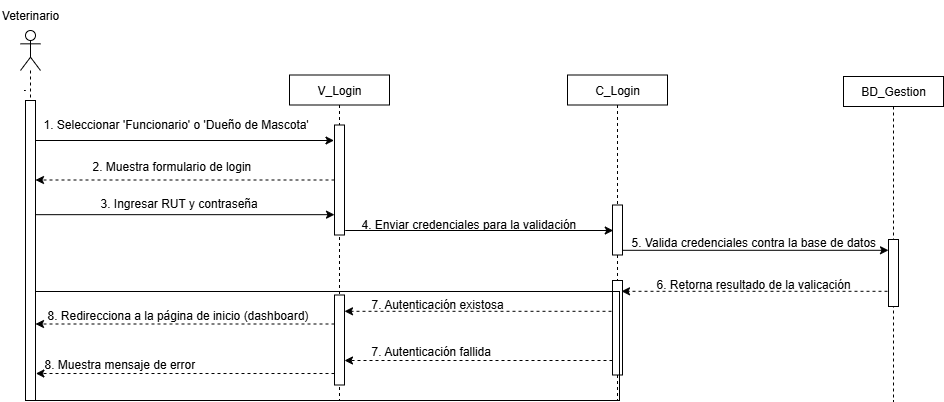 Veterinario
V_Login
C_Login
BD_Gestion
1. Seleccionar 'Funcionario' o 'Dueño de Mascota'
2. Muestra formulario de login
3. Ingresar RUT y contraseña
4. Enviar credenciales para la validación
5. Valida credenciales contra la base de datos
6. Retorna resultado de la valicación
7. Autenticación existosa
8. Redirecciona a la página de inicio (dashboard)
7. Autenticación fallida
8. Muestra mensaje de error